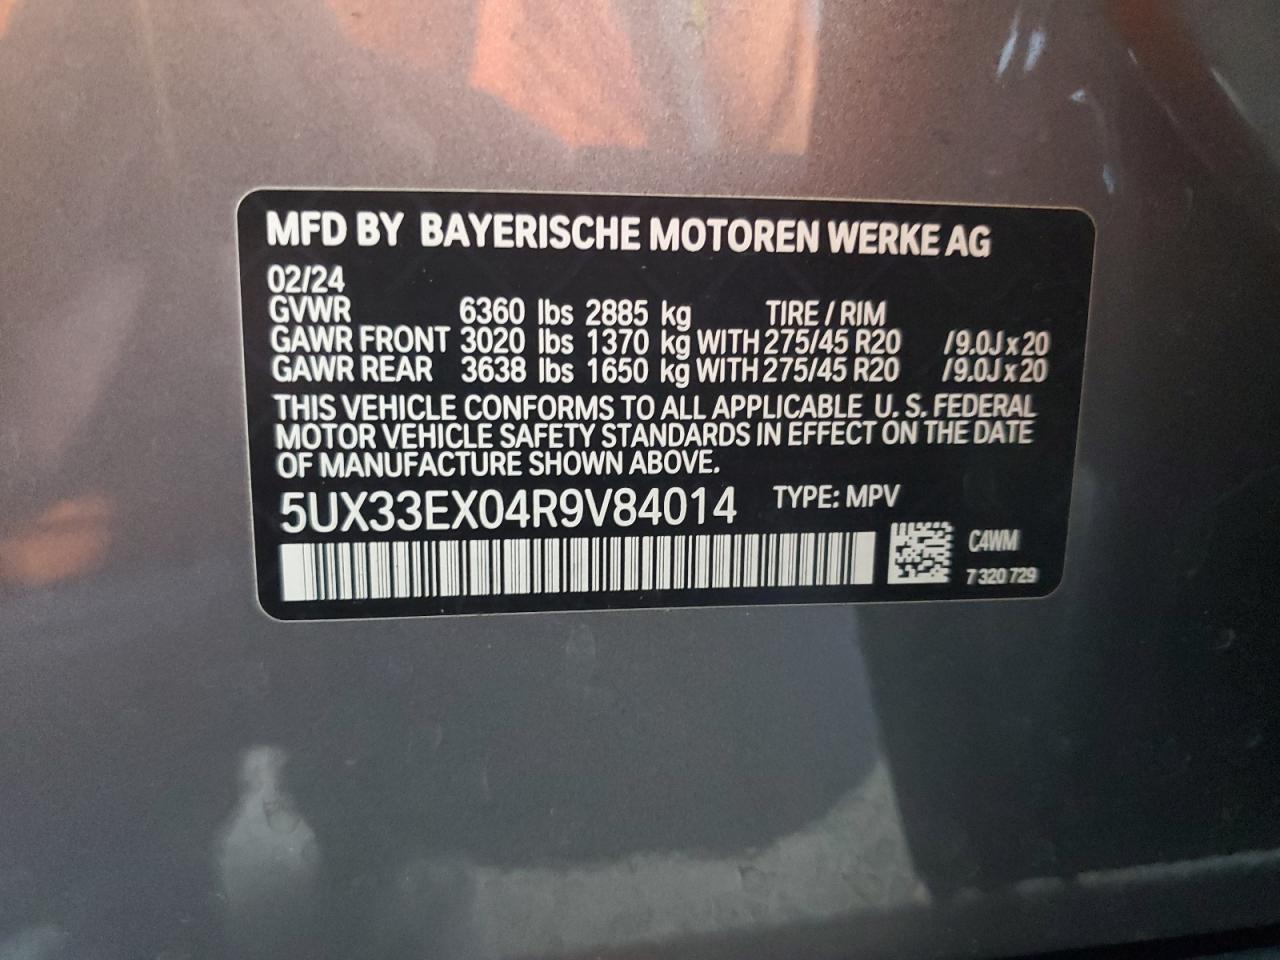 MFD BY BAYERISCHE MOTOREN WERKE AG
02/24
GVWR 6360 lbs 2885 kg TIRE / RIM
GAWR FRONT 3020 lbs 1370 kg WITH 275/45 R20 /9.0J x 20
GAWR REAR 3638 lbs 1650 kg WITH 275/45 R20 /9.0J x 20
THIS VEHICLE CONFORMS TO ALL APPLICABLE U. S. FEDERAL
MOTOR VEHICLE SAFETY STANDARDS IN EFFECT ON THE DATE
OF MANUFACTURE SHOWN ABOVE.
5UX33EX04R9V84014 TYPE: MPV
C4WM
7 320 729